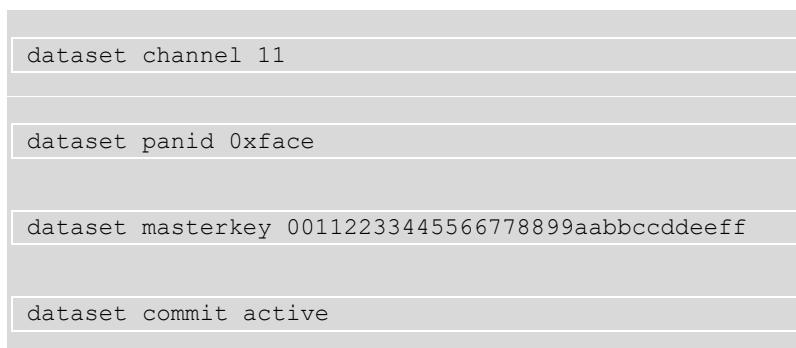 dataset channel 11
dataset panid 0xface
dataset masterkey 00112233445566778899aabbccddeeff
dataset commit active